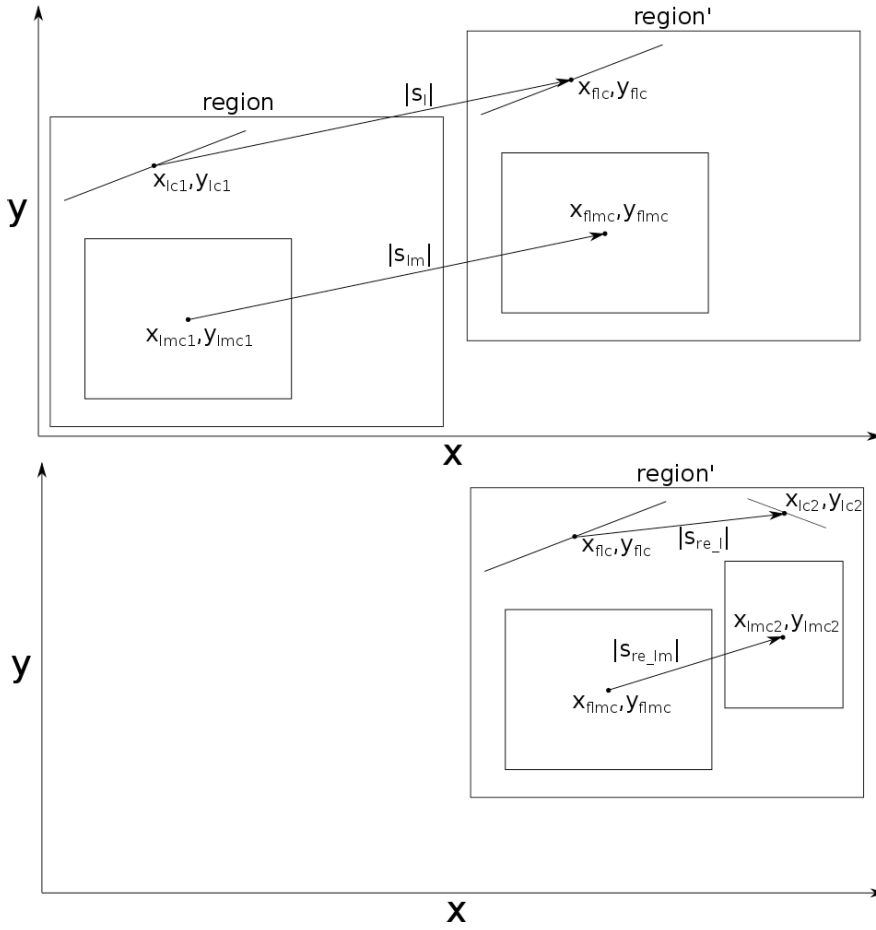 region'
|s_l|
x_flc,y_flc
region
x_lc1,y_lc1
y
x_flmc,y_flmc
|s_lm|
x_lmc1,y_lmc1
x
region'
x_lc2,y_lc2
x_flc,y_flc
|s_re_l|
x_lmc2,y_lmc2
|s_re_lm|
y
x_flmc,y_flmc
x